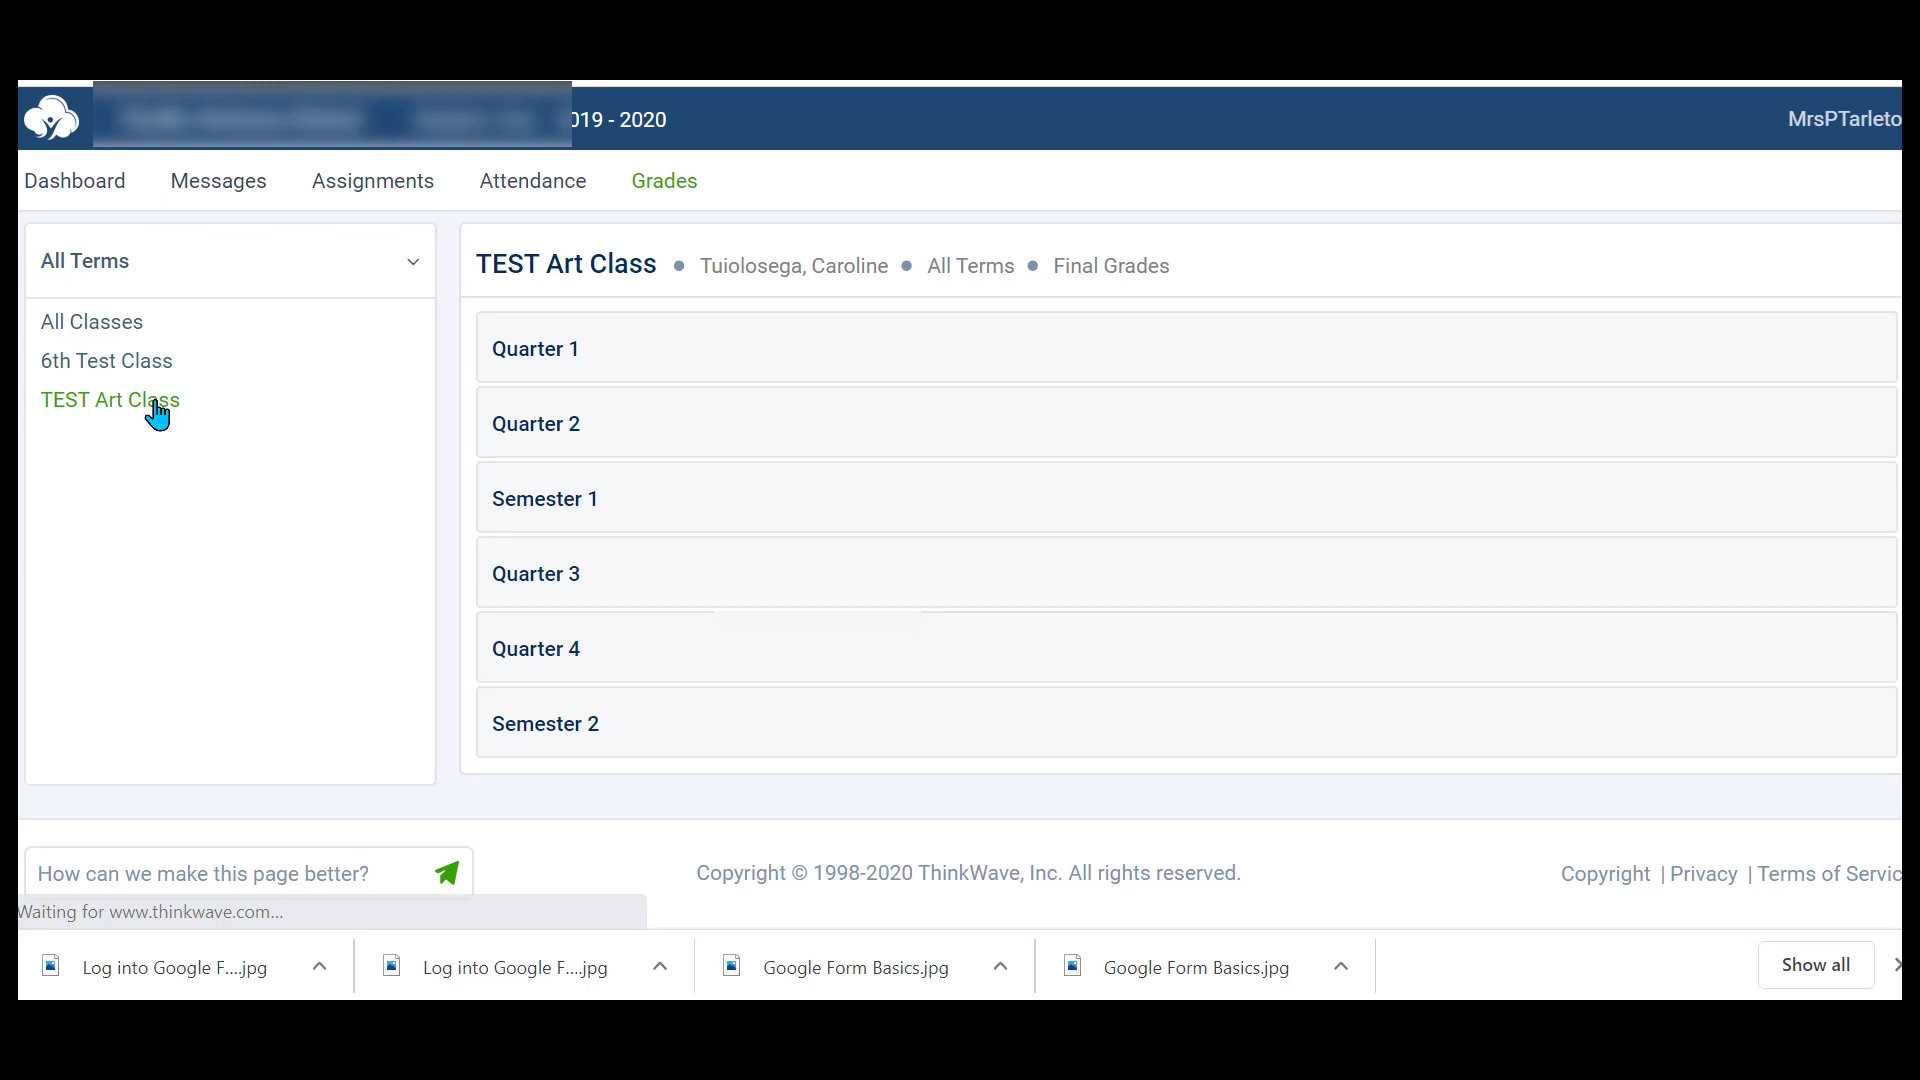 019 - 2020
MrsPTarleto
Dashboard Messages Assignments Attendance Grades
All Terms
All Classes
6th Test Class
TEST Art Class
TEST Art Class • Tuiolosega, Caroline • All Terms • Final Grades
Quarter 1
Quarter 2
Semester 1
Quarter 3
Quarter 4
Semester 2
How can we make this page better?
Copyright © 1998-2020 ThinkWave, Inc. All rights reserved.
Copyright | Privacy | Terms of Servic
Waiting for www.thinkwave.com...
Log into Google F....jpg Log into Google F....jpg Google Form Basics.jpg Google Form Basics.jpg Show all